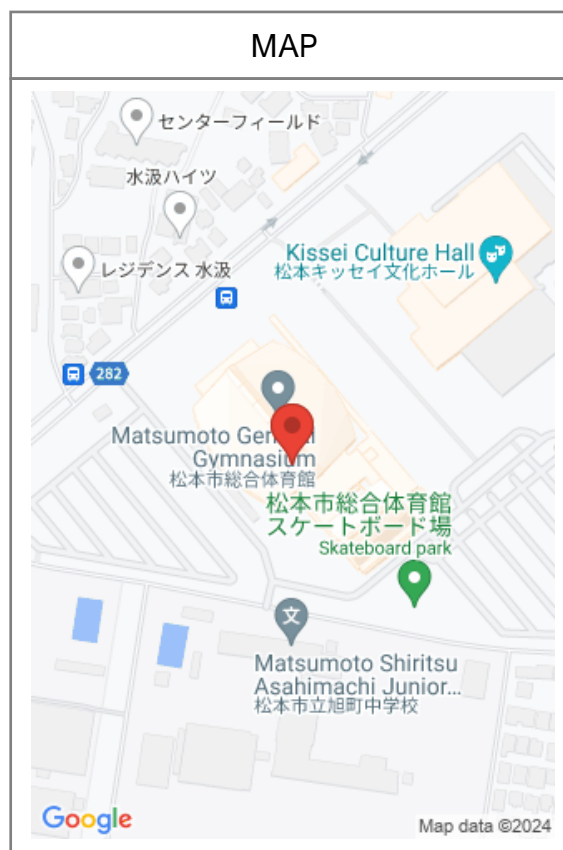 MAP
センターフィールド
水汲ハイツ
Kissei Culture Hall
松本キッセイ文化ホール
レジデンス 水汲
282
Matsumoto
Gymnasium
松本市総合体育館
松本市総合体育館
スケートボード場
Skateboard park
文
Matsumoto Shiritsu
Asahimachi Junior...
松本市立旭町中学校
Google
Map data ©2024